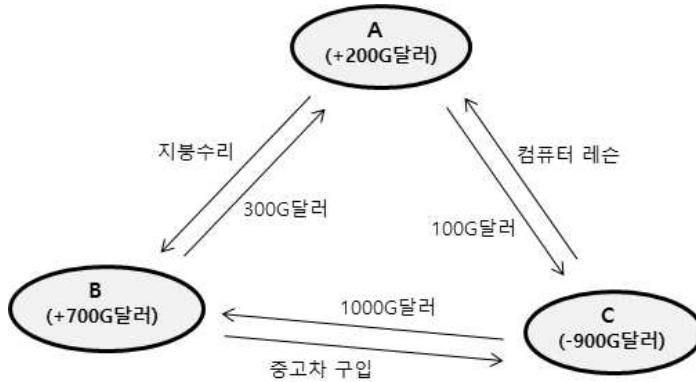 A
(+200G달러)
지붕수리
컴퓨터 레슨
300G달러
100G달러
B
(+700G달러)
1000G달러
C
(-900G달러)
중고차 구입